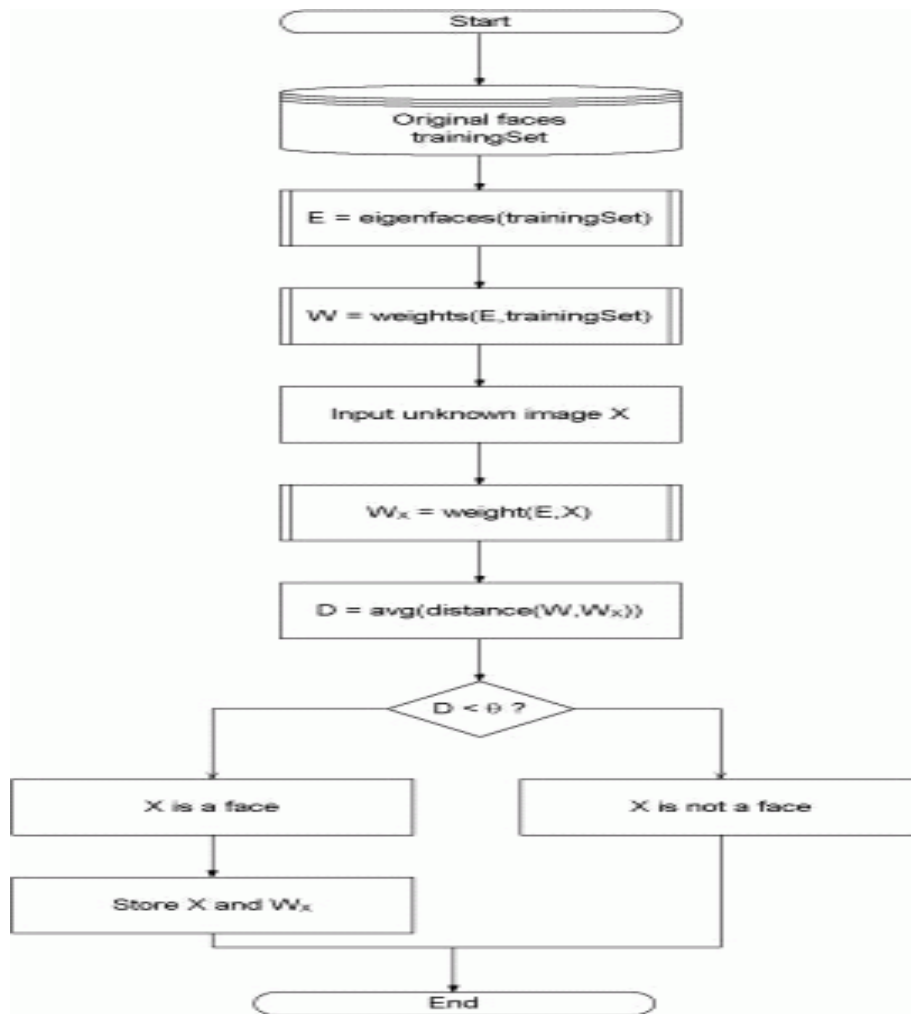 Start
Original faces
trainingSet
E = eigenfaces(trainingSet)
W = weights(E,trainingSet)
Input unknown image X
Wₓ = weight(E,X)
D = avg(distance(W,Wₓ))
D < θ ?
X is a face
X is not a face
Store X and Wₓ
End